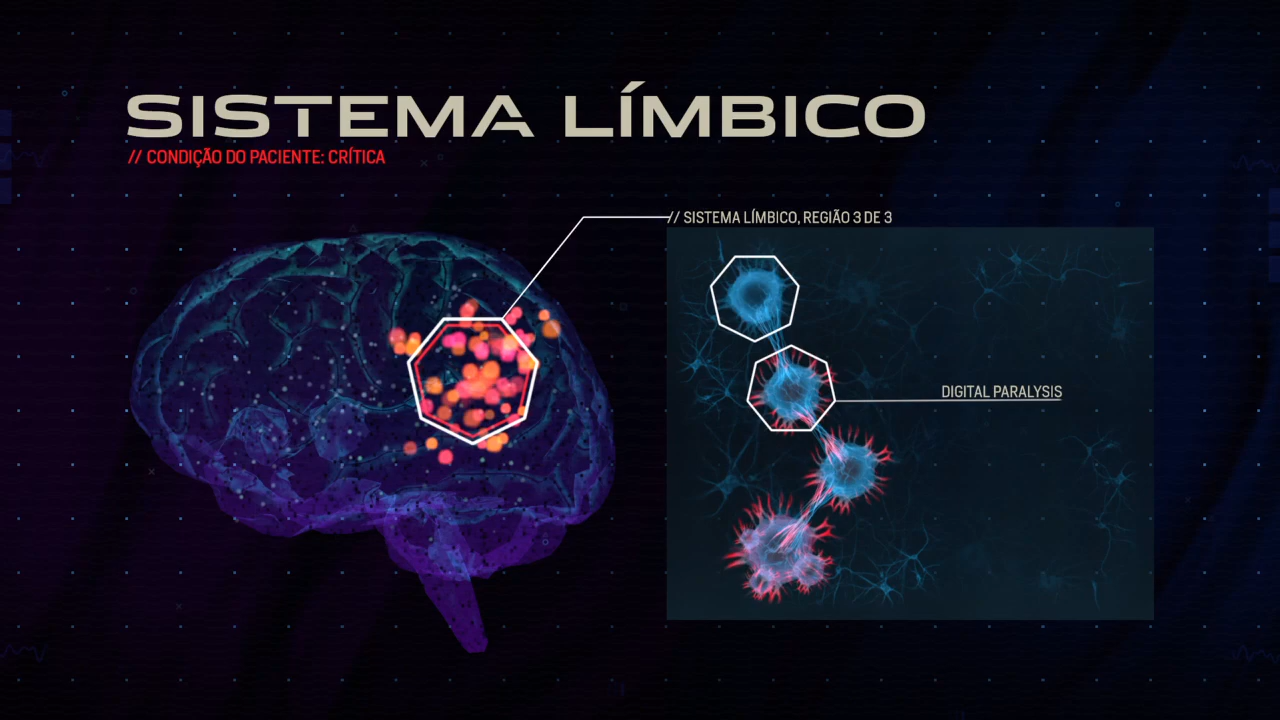 SISTEMA LÍMBICO
// CONDIÇÃO DO PACIENTE: CRÍTICA
// SISTEMA LÍMBICO, REGIÃO 3 DE 3
DIGITAL PARALYSIS